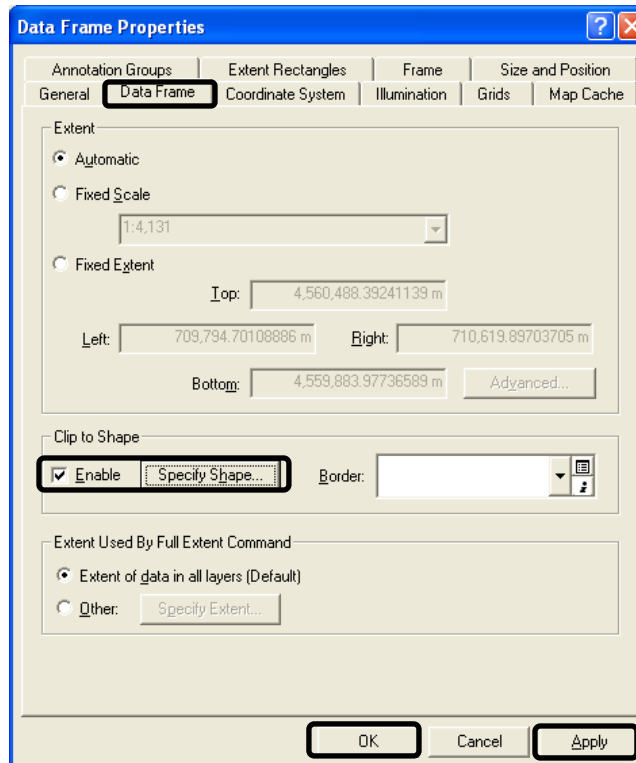 Data Frame Properties
?
Annotation Groups Extent Rectangles Frame Size and Position
General Data Frame Coordinate System Illumination Grids Map Cache
Extent
Automatic
Fixed Scale
1:4,131
Fixed Extent
Top: 4,560,488.39241139 m
Left: 709,794.70108886 m Right: 710,619.89703705 m
Bottom: 4,559,883.97736589 m Advanced...
Clip to Shape
Enable Specify Shape... Border:
Extent Used By Full Extent Command
Extent of data in all layers (Default)
Other: Specify Extent...
OK Cancel Apply